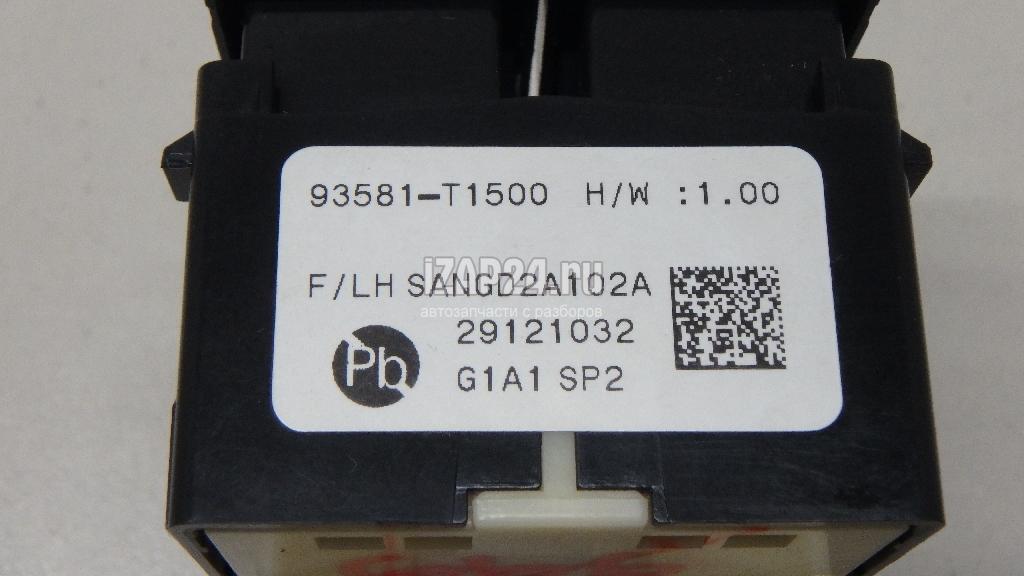 93581-T1500 H/W :1.00
iZAP24.ru
F/LH SANGD2A102A
автозапчасти с разборов
29121032
Pb
G1A1 SP2